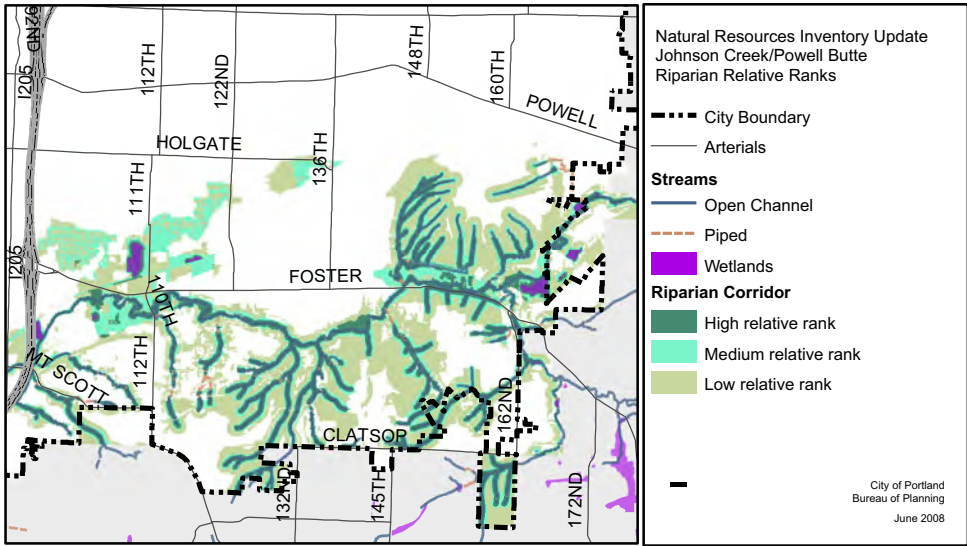 92ND
I205
112TH
122ND
148TH
160TH
POWELL
HOLGATE
136TH
111TH
I205
FOSTER
110TH
112TH
MT SCOTT
162ND
CLATSOP
132ND
145TH
172ND
Natural Resources Inventory Update
Johnson Creek/Powell Butte
Riparian Relative Ranks
City Boundary
Arterials
Streams
Open Channel
Piped
Wetlands
Riparian Corridor
High relative rank
Medium relative rank
Low relative rank
City of Portland
Bureau of Planning
June 2008